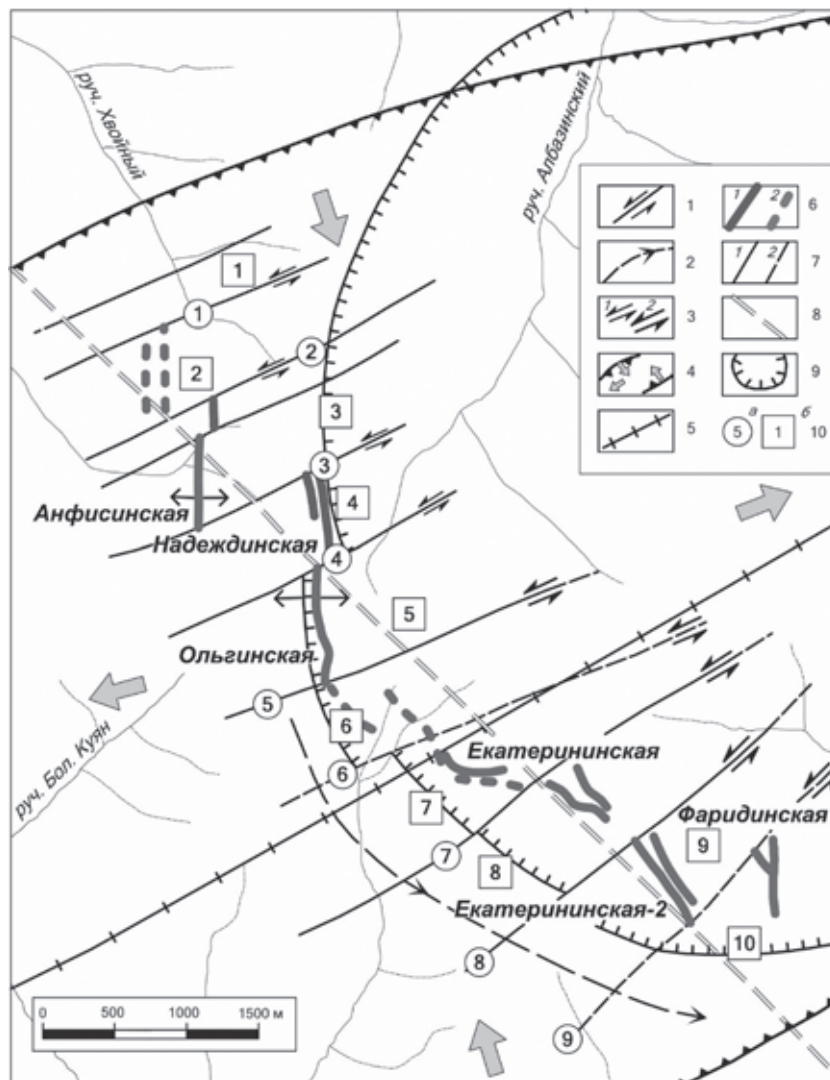 руч. Хвойный
руч. Албазинский
1
1
2
2
3
3
4
4
Анфисинская
Надеждинская
5
Ольгинская
5
6
6
руч. Бол. Куян
Екатерининская
7
7
8
Фаридинская
9
Екатерининская-2
10
8
9
0 500 1000 1500 м
1
1 2 6
2
1 2 7
1 2 3
8
4
9
5
5 а 1 б 10